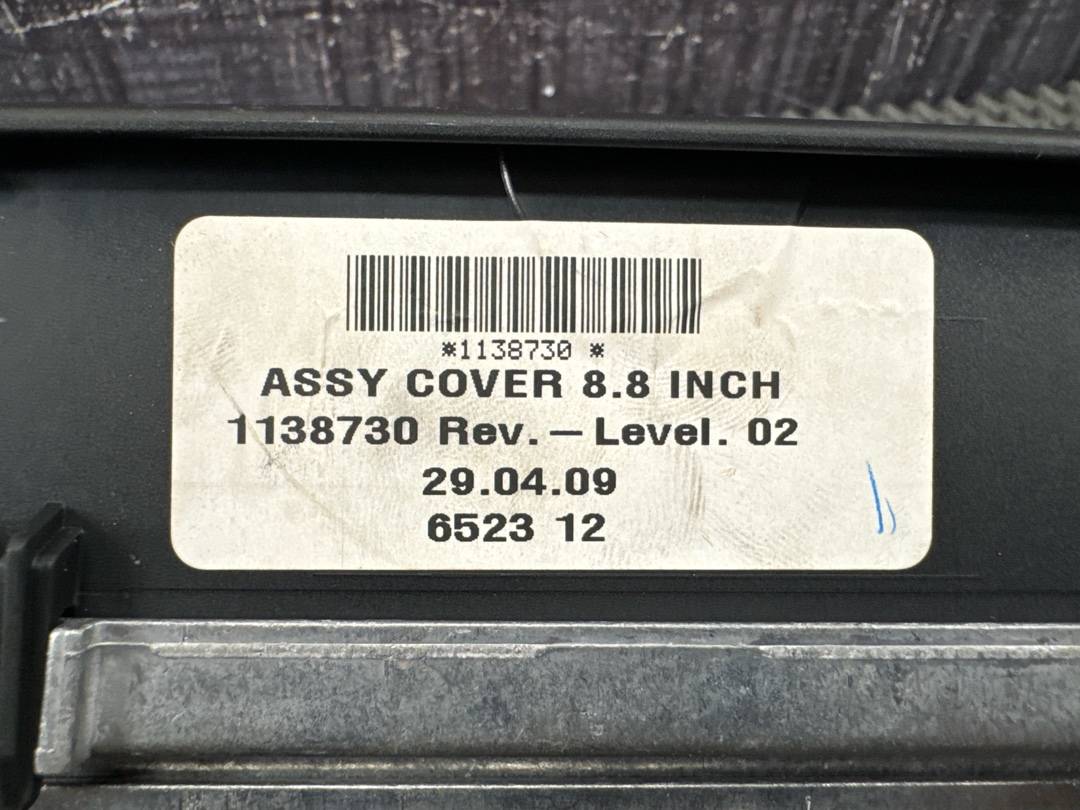 *1138730 *
ASSY COVER 8.8 INCH
1138730 Rev. — Level. 02
29.04.09
6523 12